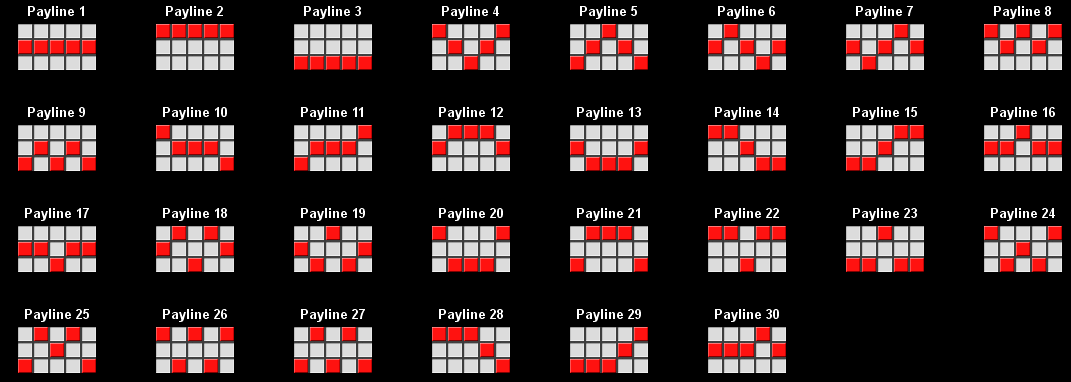 Payline 1
Payline 2
Payline 3
Payline 4
Payline 5
Payline 6
Payline 7
Payline 8
Payline 9
Payline 10
Payline 11
Payline 12
Payline 13
Payline 14
Payline 15
Payline 16
Payline 17
Payline 18
Payline 19
Payline 20
Payline 21
Payline 22
Payline 23
Payline 24
Payline 25
Payline 26
Payline 27
Payline 28
Payline 29
Payline 30